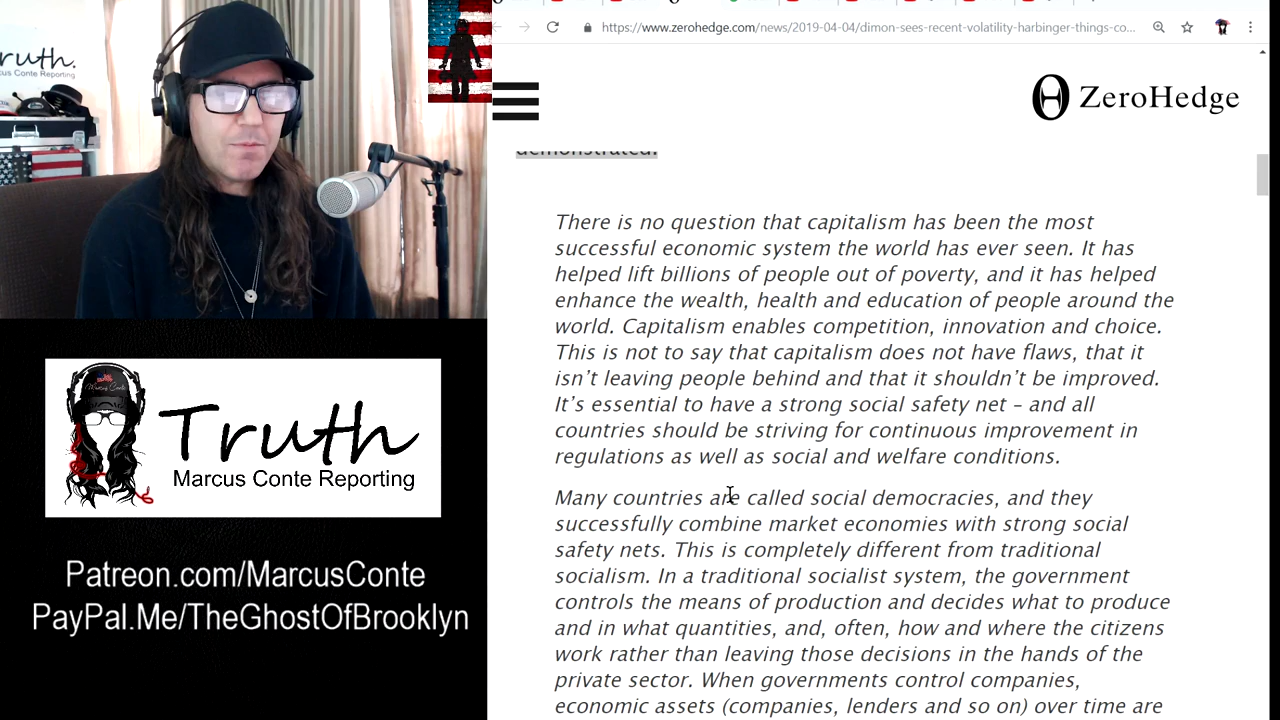 ruth.
cus Conte Reporting
https://www.zerohedge.com/news/2019-04-04/dimon-sees-recent-volatility-harbinger-things-co...
ZeroHedge
demonstrated.
There is no question that capitalism has been the most
successful economic system the world has ever seen. It has
helped lift billions of people out of poverty, and it has helped
enhance the wealth, health and education of people around the
world. Capitalism enables competition, innovation and choice.
This is not to say that capitalism does not have flaws, that it
isn’t leaving people behind and that it shouldn’t be improved.
It’s essential to have a strong social safety net – and all
countries should be striving for continuous improvement in
regulations as well as social and welfare conditions.
Many countries are called social democracies, and they
successfully combine market economies with strong social
safety nets. This is completely different from traditional
socialism. In a traditional socialist system, the government
controls the means of production and decides what to produce
and in what quantities, and, often, how and where the citizens
work rather than leaving those decisions in the hands of the
private sector. When governments control companies,
economic assets (companies, lenders and so on) over time are
Truth
Marcus Conte Reporting
Patreon.com/MarcusConte
PayPal.Me/TheGhostOfBrooklyn